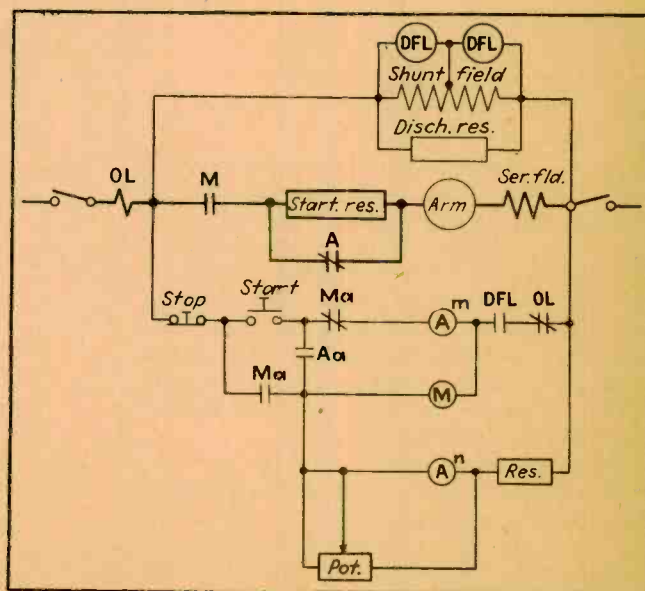 DFL DFL
Shunt field
Disch. res.
OL
M
Start. res.
Arm
Ser. fld.
A
Stop
Start
Ma
A m
DFL
OL
Aa
Ma
M
A n
Res.
Pot.